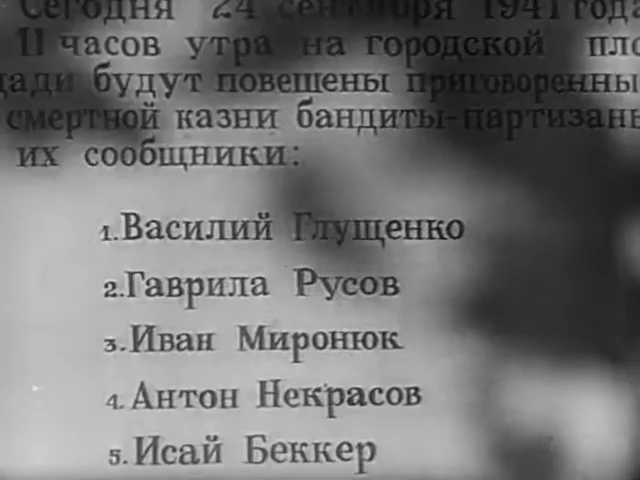 Сегодня 24 сентября 1941 года
11 часов утра на городской пло
щади будут повешены приговоренны
смертной казни бандиты-партизаны
их сообщники:
1. Василий Глущенко
2. Гаврила Русов
3. Иван Миронюк
4. Антон Некрасов
5. Исай Беккер